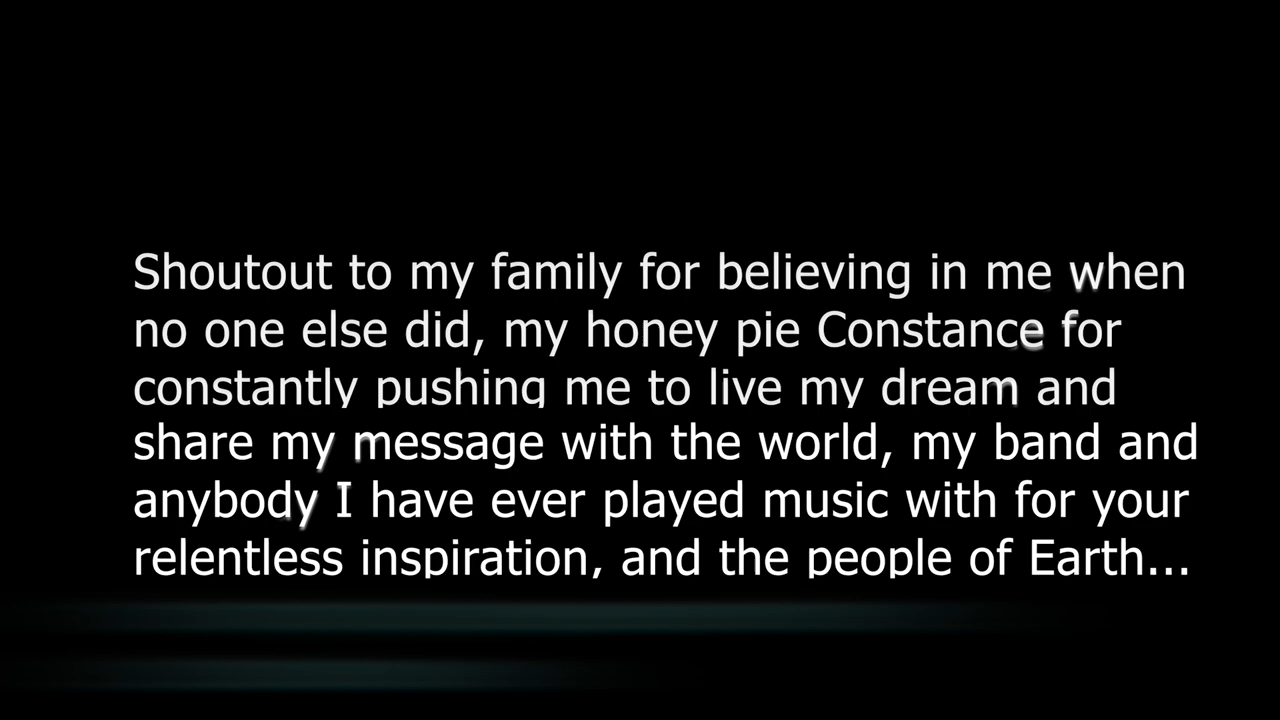 Shoutout to my family for believing in me when
no one else did, my honey pie Constance for
constantly pushing me to live my dream and
share my message with the world, my band and
anybody I have ever played music with for your
relentless inspiration, and the people of Earth...